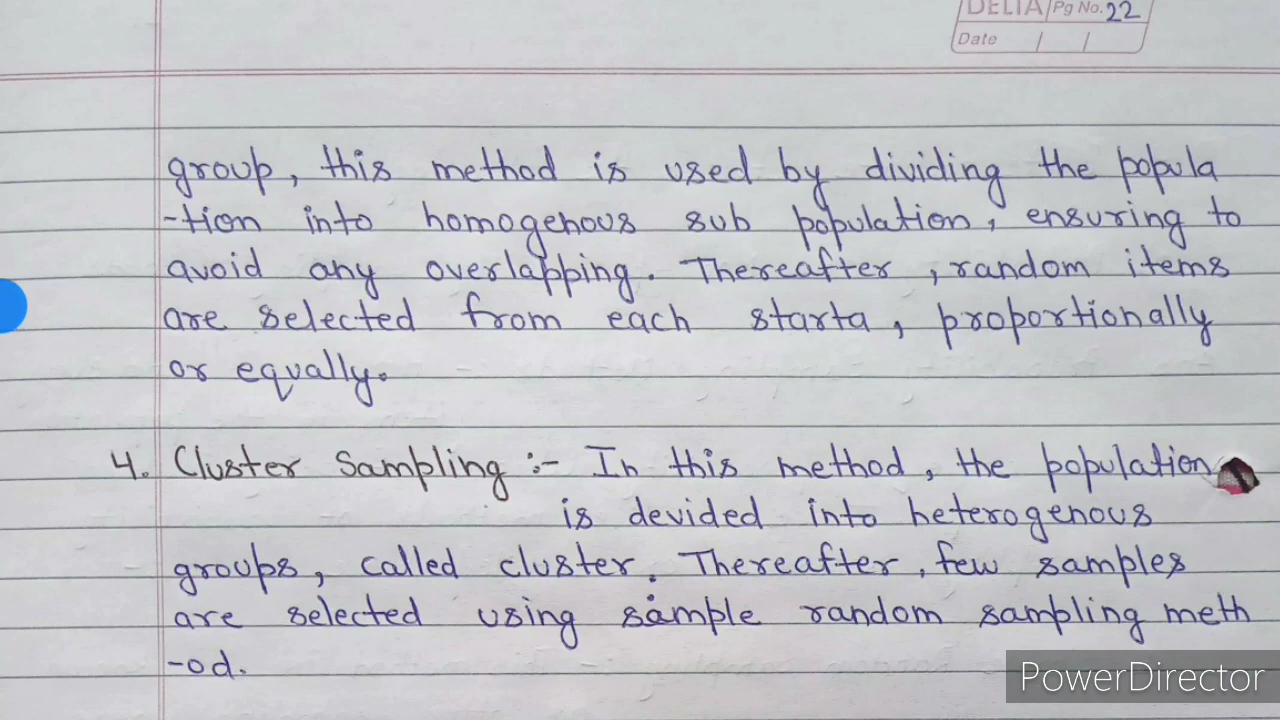 DELTA Pg No. 22
Date / /
group, this method is used by dividing the popula
-tion into homogenous sub population, ensuring to
avoid any overlapping. Thereafter, random items
are selected from each starta, proportionally
or equally.
4. Cluster Sampling :- In this method, the population
is devided into heterogenous
groups, called cluster. Thereafter, few samples
are selected using simple random sampling meth
-od.
PowerDirector